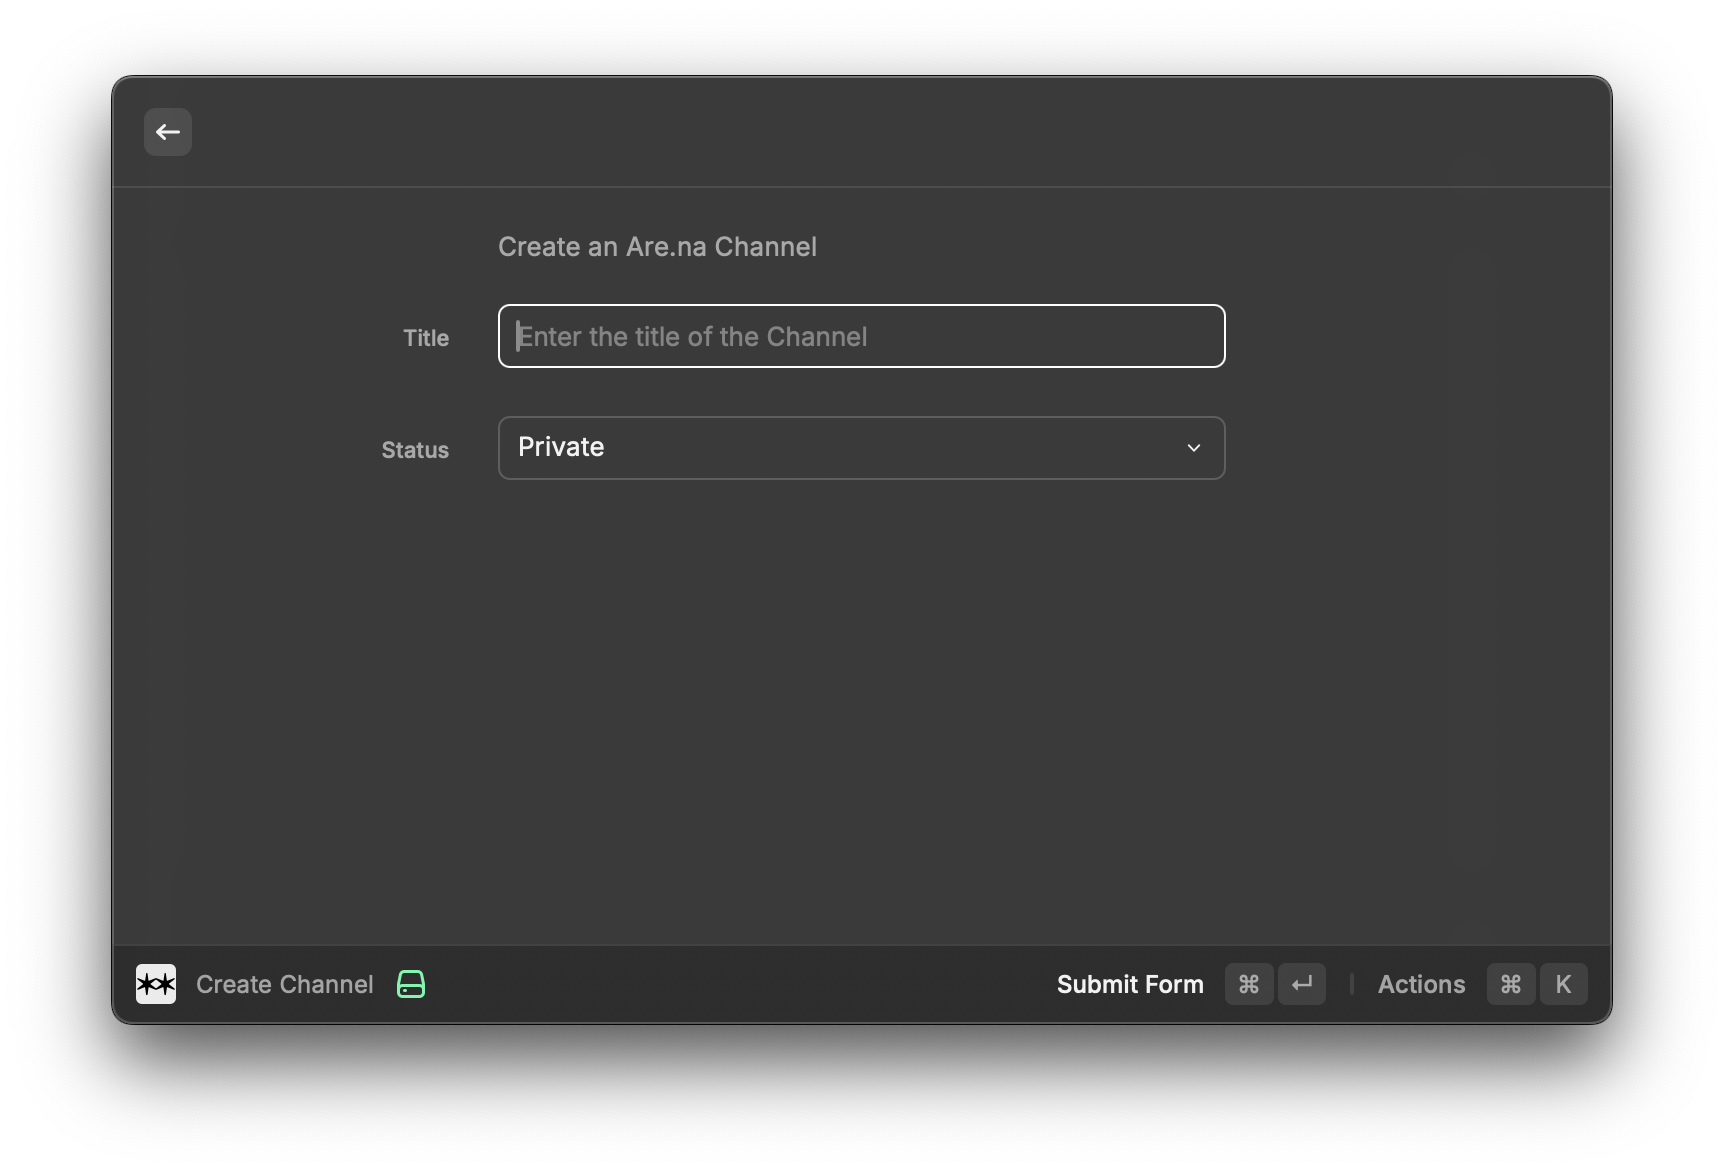 Create an Are.na Channel
Title
Enter the title of the Channel
Status
Private
Create Channel
Submit Form ⌘ ↵
Actions ⌘ K